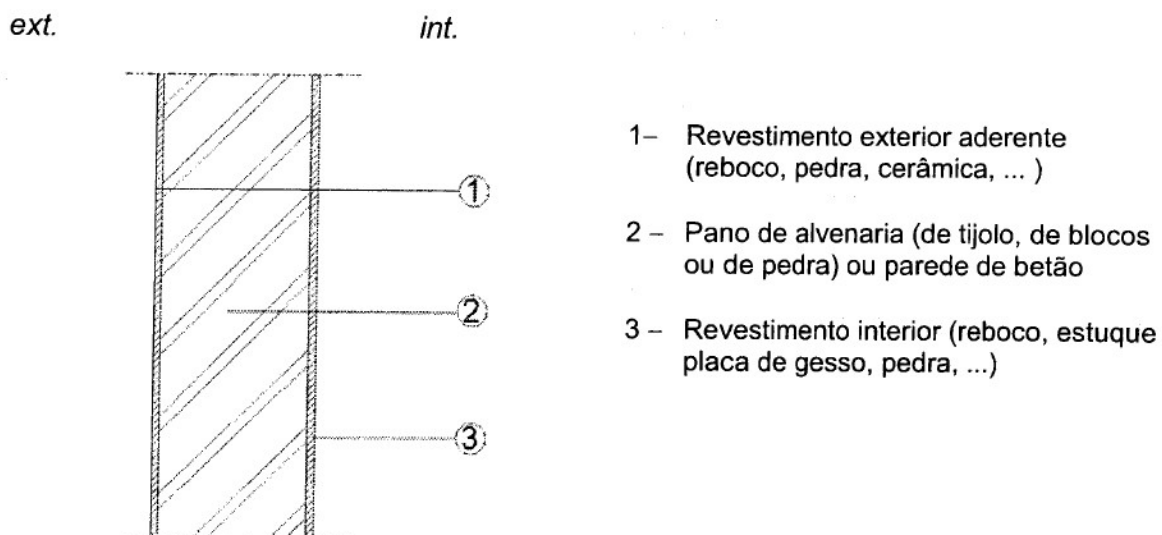 ext.
int.
1
2
3
1– Revestimento exterior aderente
(reboco, pedra, cerâmica, ... )
2 – Pano de alvenaria (de tijolo, de blocos
ou de pedra) ou parede de betão
3 – Revestimento interior (reboco, estuque
placa de gesso, pedra, ...)